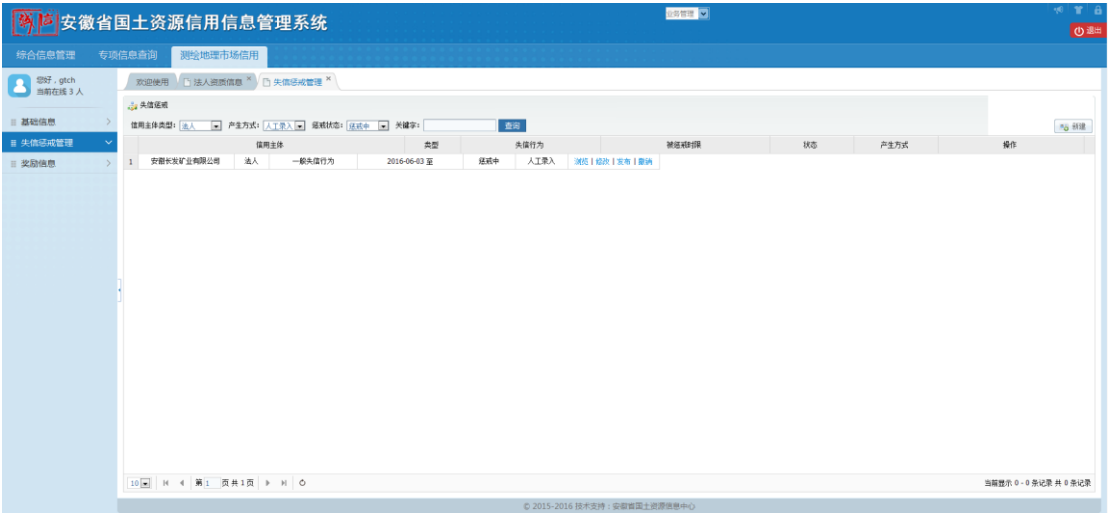 安徽省国土资源信用信息管理系统
业务管理
退出
综合信息管理 专项信息查询 测绘地理市场信用
您好，gtch
当前在线 3 人
欢迎使用 法人资质信息 × 失信惩戒管理 ×
失信惩戒
基础信息
信用主体类型: 法人 产生方式: 人工录入 惩戒状态: 惩戒中 关键字: 查询 新建
失信惩戒管理
信用主体 类型 失信行为 被惩戒时限 状态 产生方式 操作
奖励信息
1 安徽长发矿业有限公司 法人 一般失信行为 2016-06-03 至 惩戒中 人工录入 浏览 | 修改 | 发布 | 撤销
10 第 1 页共1页 当前显示 0 - 0 条记录 共 0 条记录
© 2015-2016 技术支持：安徽省国土资源信息中心